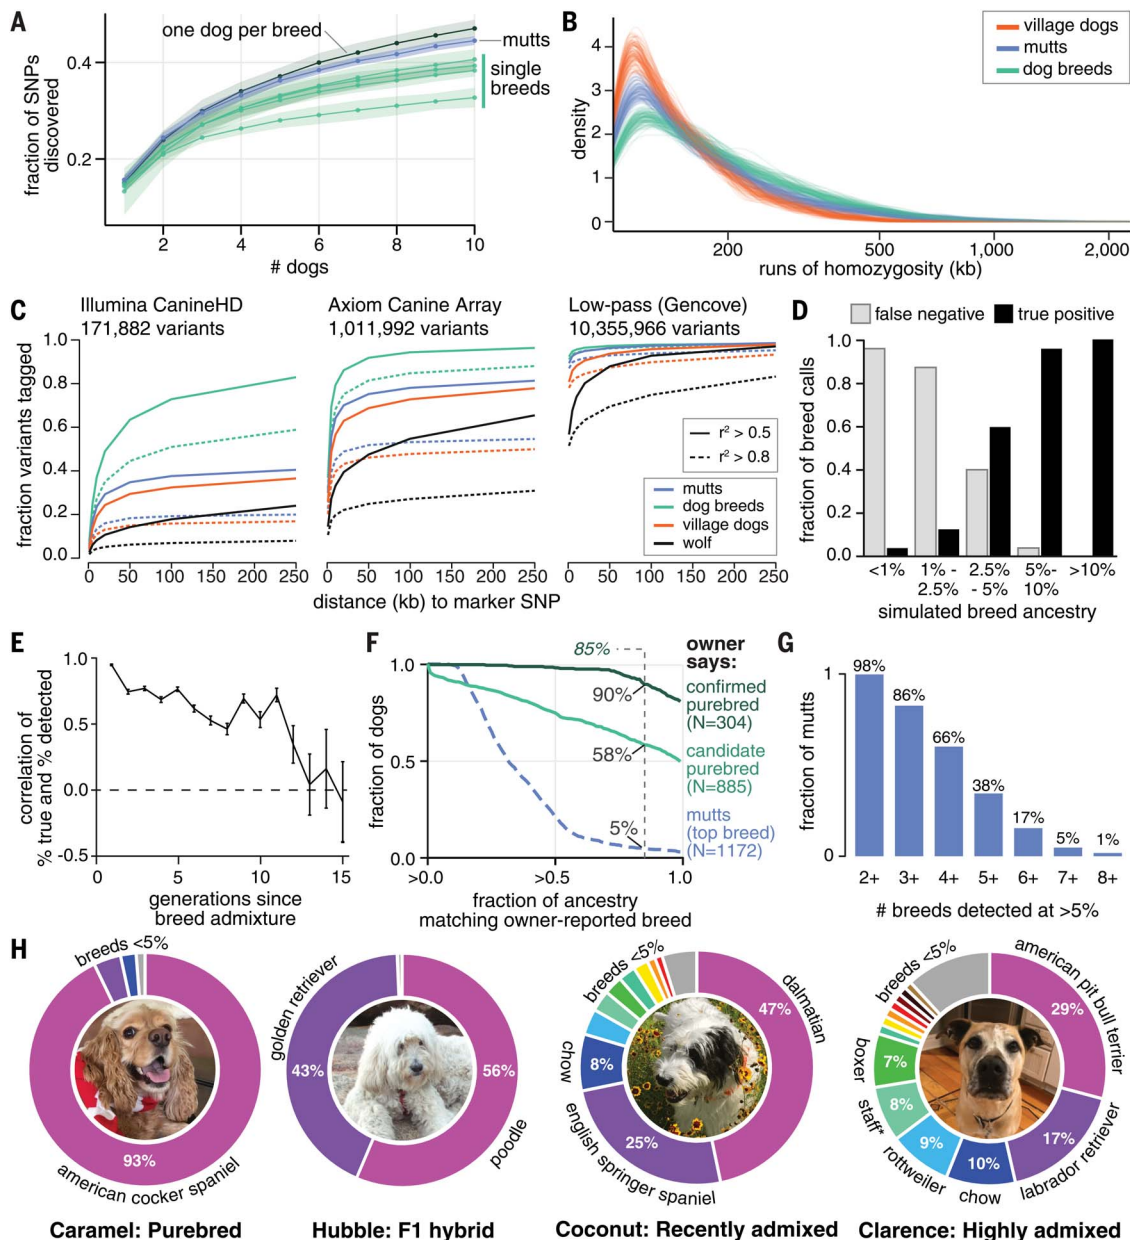 A
one dog per breed
mutts
single
breeds
fraction of SNPs
discovered
0.4
0.2
2
4
6
8
10
# dogs
B
village dogs
mutts
dog breeds
density
4
3
2
1
0
200
500
1,000
2,000
runs of homozygosity (kb)
C
Illumina CanineHD
171,882 variants
Axiom Canine Array
1,011,992 variants
Low-pass (Gencove)
10,355,966 variants
fraction variants tagged
1.0
0.8
0.6
0.4
0.2
0.0
0 50 100 150 200 250
0 50 100 150 200 250
0 50 100 150 200 250
distance (kb) to marker SNP
r² > 0.5
r² > 0.8
mutts
dog breeds
village dogs
wolf
D
false negative
true positive
fraction of breed calls
1.0
0.8
0.6
0.4
0.2
0.0
<1%
1% -
2.5%
2.5%
- 5%
5%-
10%
>10%
simulated breed ancestry
E
correlation of
% true and % detected
1.0
0.5
0.0
-0.5
0
5
10
15
generations since
breed admixture
F
fraction of dogs
1.0
0.5
0.0
>0.0
>0.5
1.0
fraction of ancestry
matching owner-reported breed
85%
90%
58%
5%
owner
says:
confirmed
purebred
(N=304)
candidate
purebred
(N=885)
mutts
(top breed)
(N=1172)
G
fraction of mutts
1
0
98%
86%
66%
38%
17%
5%
1%
2+
3+
4+
5+
6+
7+
8+
# breeds detected at >5%
H
breeds <5%
93%
american cocker spaniel
Caramel: Purebred
golden retriever
43%
56%
poodle
Hubble: F1 hybrid
breeds <5%
dalmatian
47%
chow
8%
25%
english springer spaniel
Coconut: Recently admixed
breeds <5%
american pit bull terrier
29%
boxer
7%
staff*
8%
rottweiler
9%
chow
10%
labrador retriever
17%
Clarence: Highly admixed